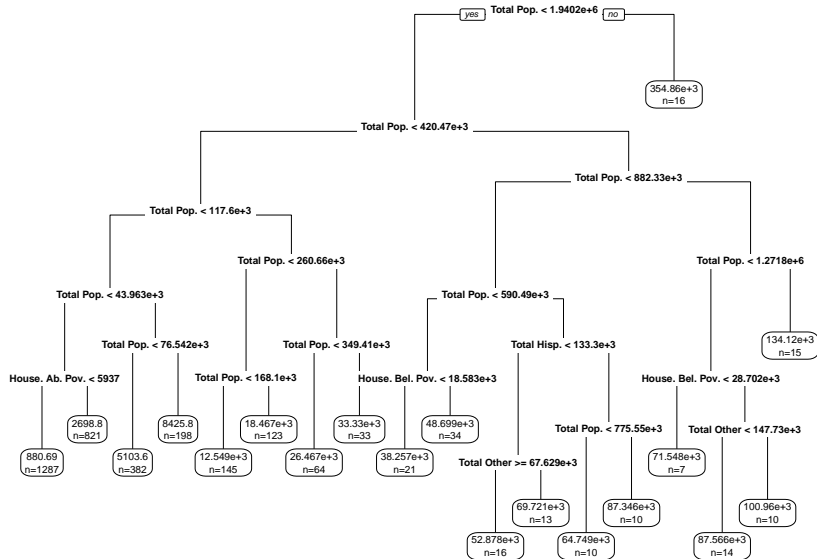 Total Pop. < 1.9402e+6
yes
no
354.86e+3
n=16
Total Pop. < 420.47e+3
Total Pop. < 882.33e+3
Total Pop. < 117.6e+3
Total Pop. < 260.66e+3
Total Pop. < 1.2718e+6
Total Pop. < 43.963e+3
Total Pop. < 590.49e+3
134.12e+3
n=15
Total Pop. < 76.542e+3
Total Pop. < 349.41e+3
Total Hisp. < 133.3e+3
House. Ab. Pov. < 5937
Total Pop. < 168.1e+3
House. Bel. Pov. < 18.583e+3
House. Bel. Pov. < 28.702e+3
2698.8
n=821
8425.8
n=198
18.467e+3
n=123
33.33e+3
n=33
48.699e+3
n=34
Total Pop. < 775.55e+3
Total Other < 147.73e+3
880.69
n=1287
5103.6
n=382
12.549e+3
n=145
26.467e+3
n=64
38.257e+3
n=21
Total Other >= 67.629e+3
71.548e+3
n=7
69.721e+3
n=13
87.346e+3
n=10
100.96e+3
n=10
52.878e+3
n=16
64.749e+3
n=10
87.566e+3
n=14